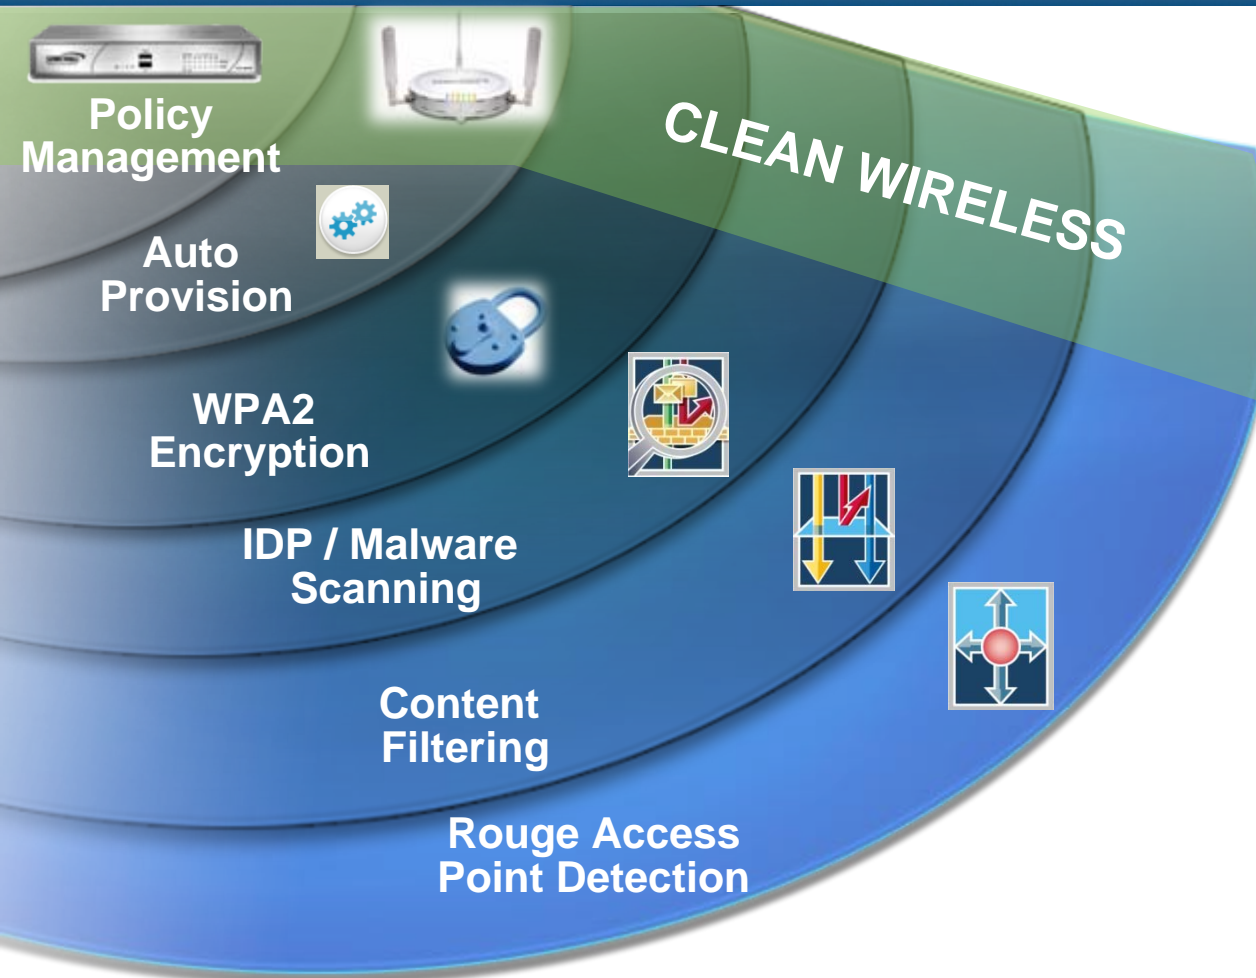 Policy
Management
CLEAN WIRELESS
Auto
Provision
WPA2
Encryption
IDP / Malware
Scanning
Content
Filtering
Rouge Access
Point Detection